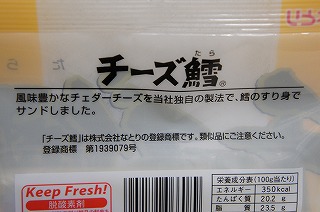 たら
チーズ鱈®
風味豊かなチェダーチーズを当社独自の製法で、鱈のすり身で
サンドしました。
「チーズ鱈」は株式会社なとりの登録商標です。類似品にご注意ください。
登録商標 第1939079号
Keep Fresh!
脱酸素剤
栄養成分表(100g当たり)
エネルギー 350kcal
たんぱく質 20.2 g
脂質 23.5 g